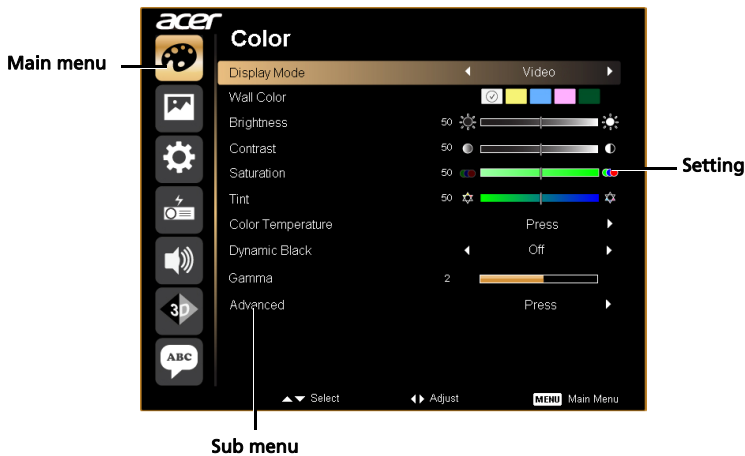 acer
Color
Main menu
Display Mode Video
Wall Color
Brightness 50
Contrast 50
Saturation 50
Setting
Tint 50
Color Temperature Press
Dynamic Black Off
Gamma 2
3D
Advanced Press
ABC
Select Adjust MENU Main Menu
Sub menu